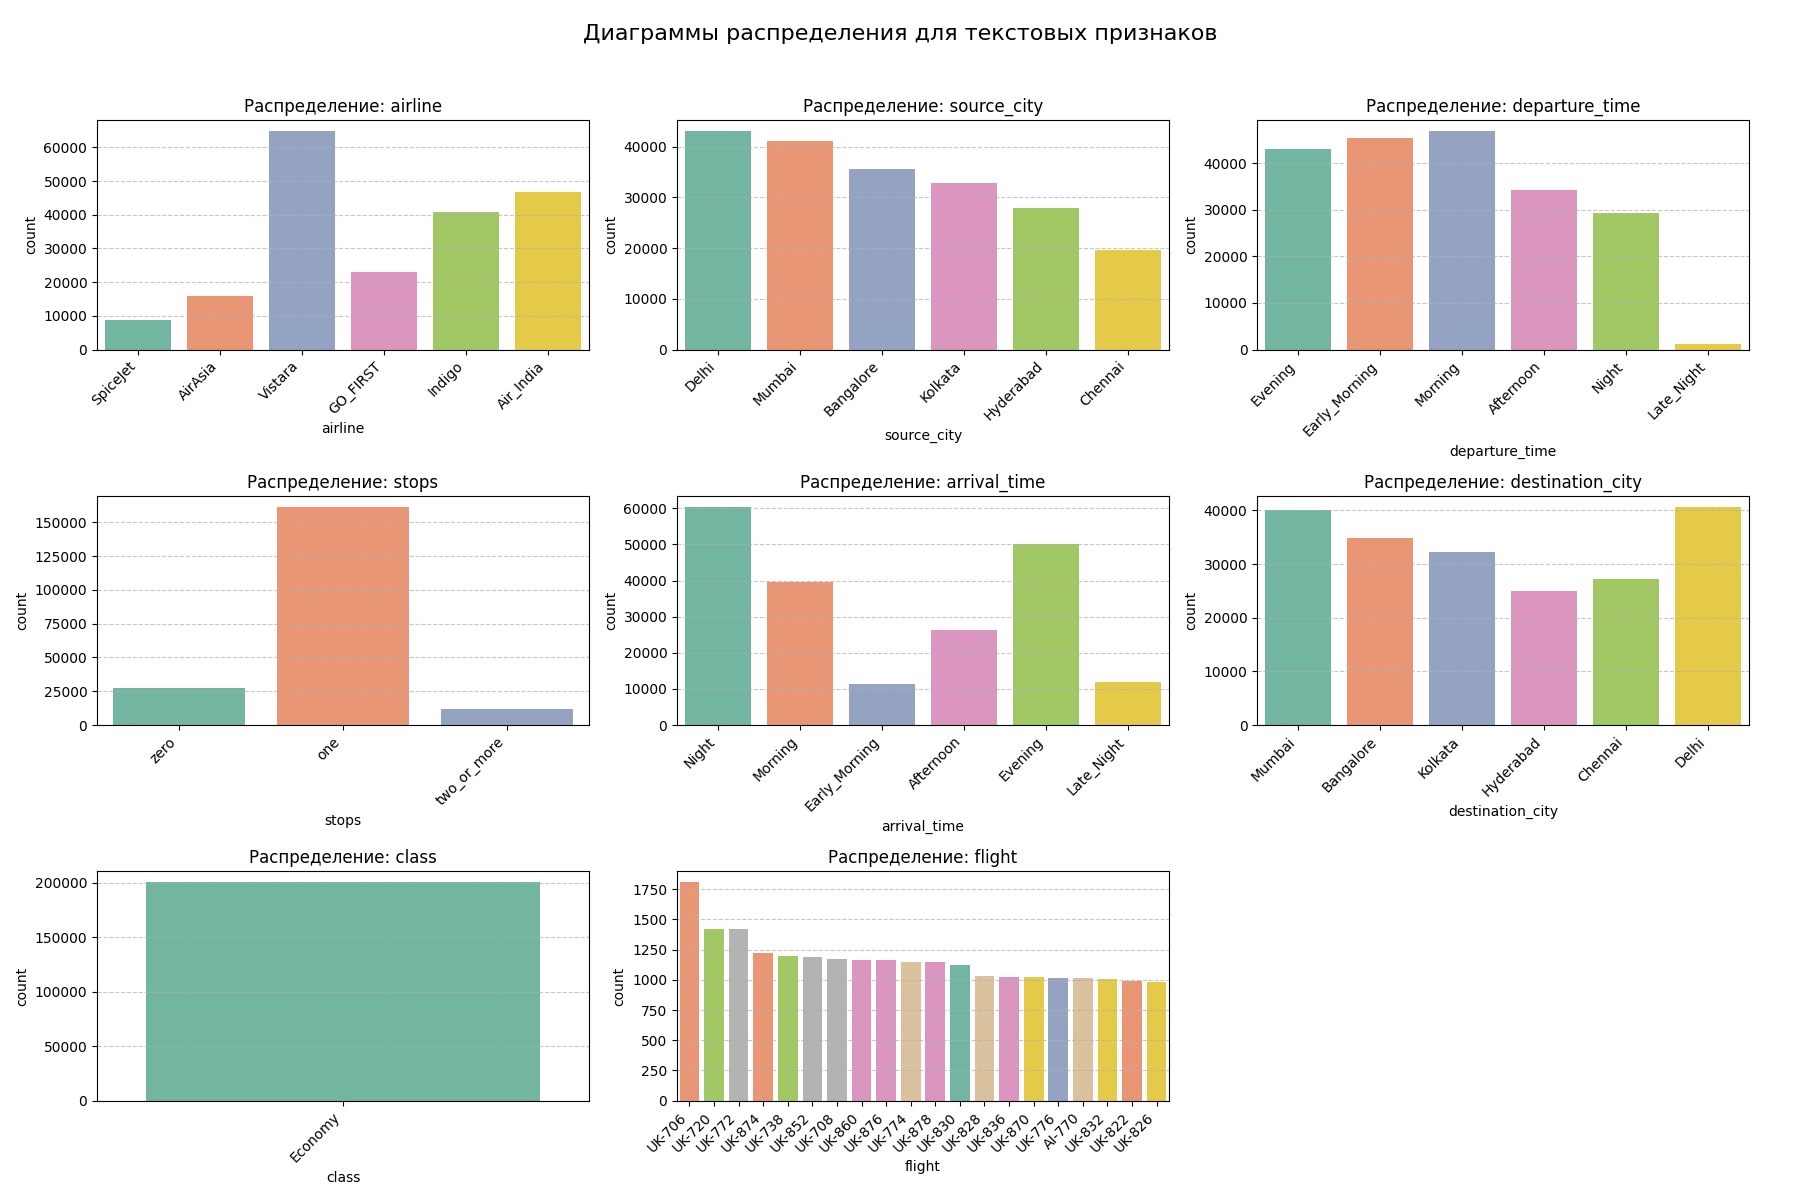 Диаграммы распределения для текстовых признаков
Распределение: airline
count
60000
50000
40000
30000
20000
10000
0
SpiceJet
AirAsia
Vistara
GO_FIRST
Indigo
Air_India
airline
Распределение: source_city
count
40000
30000
20000
10000
0
Delhi
Mumbai
Bangalore
Kolkata
Hyderabad
Chennai
source_city
Распределение: departure_time
count
40000
30000
20000
10000
0
Evening
Early_Morning
Morning
Afternoon
Night
Late_Night
departure_time
Распределение: stops
count
150000
125000
100000
75000
50000
25000
0
zero
one
two_or_more
stops
Распределение: arrival_time
count
60000
50000
40000
30000
20000
10000
0
Night
Morning
Early_Morning
Afternoon
Evening
Late_Night
arrival_time
Распределение: destination_city
count
40000
30000
20000
10000
0
Mumbai
Bangalore
Kolkata
Hyderabad
Chennai
Delhi
destination_city
Распределение: class
count
200000
150000
100000
50000
0
Economy
class
Распределение: flight
count
1750
1500
1250
1000
750
500
250
0
UK-706
UK-720
UK-772
UK-874
UK-738
UK-852
UK-708
UK-860
UK-876
UK-774
UK-878
UK-830
UK-828
UK-836
UK-870
UK-776
AI-770
UK-832
UK-822
UK-826
flight